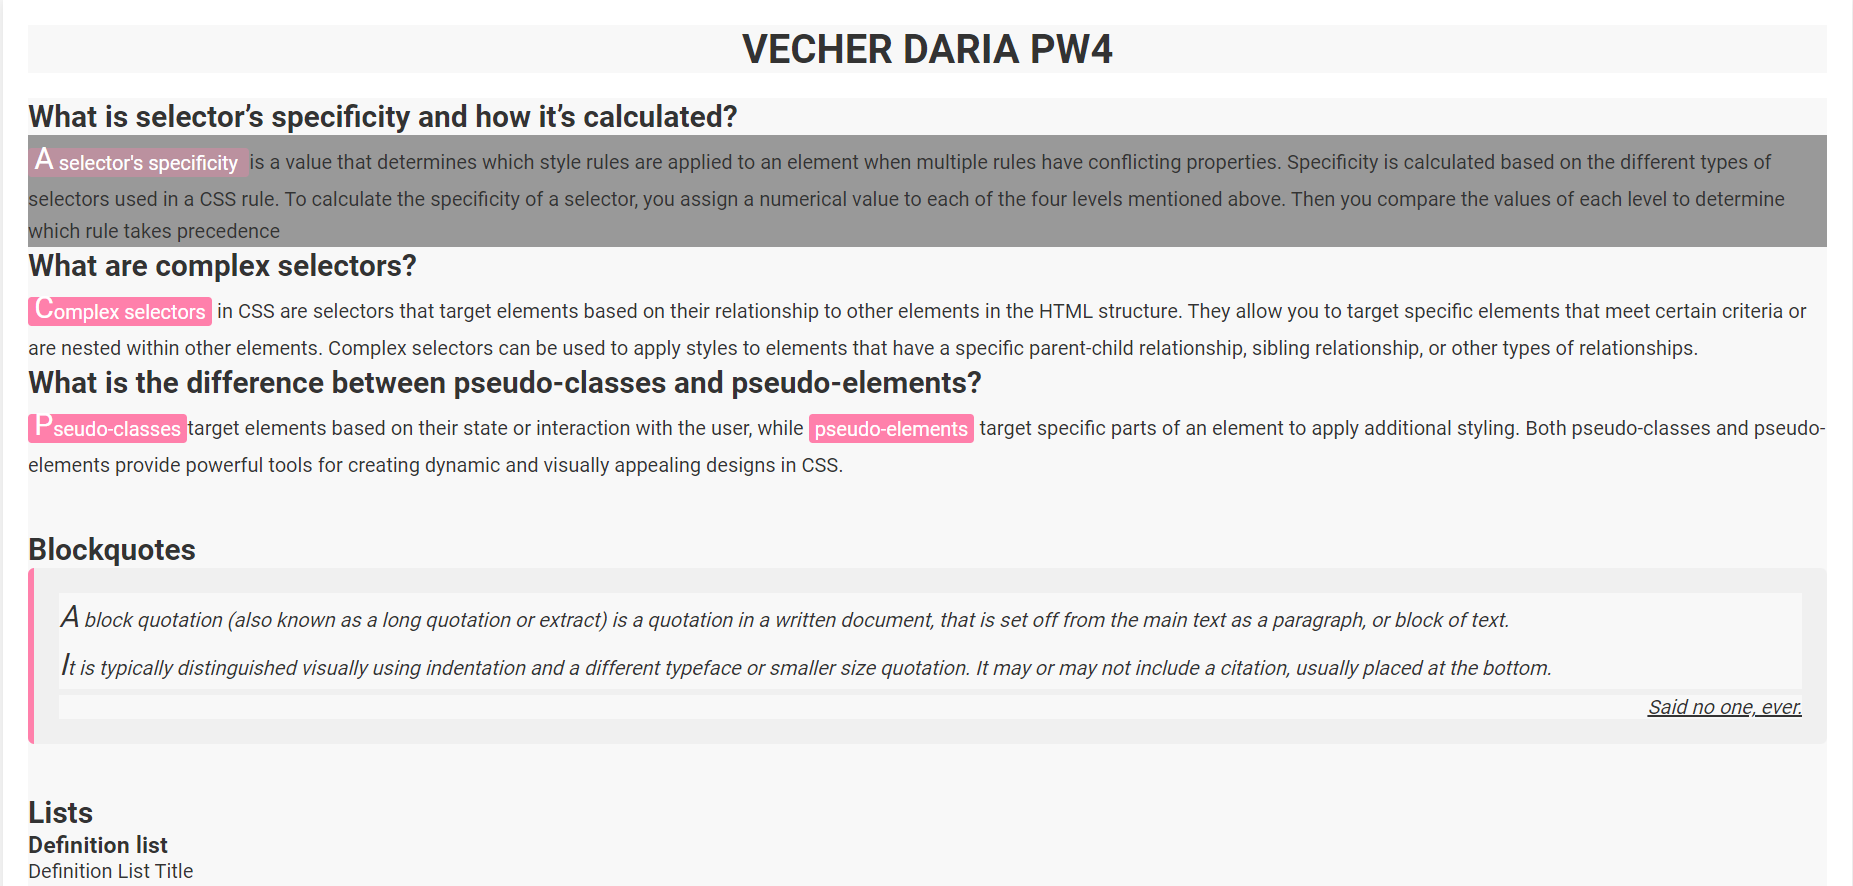 VECHER DARIA PW4
What is selector’s specificity and how it’s calculated?
A selector's specificity is a value that determines which style rules are applied to an element when multiple rules have conflicting properties. Specificity is calculated based on the different types of
selectors used in a CSS rule. To calculate the specificity of a selector, you assign a numerical value to each of the four levels mentioned above. Then you compare the values of each level to determine
which rule takes precedence
What are complex selectors?
Complex selectors in CSS are selectors that target elements based on their relationship to other elements in the HTML structure. They allow you to target specific elements that meet certain criteria or
are nested within other elements. Complex selectors can be used to apply styles to elements that have a specific parent-child relationship, sibling relationship, or other types of relationships.
What is the difference between pseudo-classes and pseudo-elements?
Pseudo-classes target elements based on their state or interaction with the user, while pseudo-elements target specific parts of an element to apply additional styling. Both pseudo-classes and pseudo-
elements provide powerful tools for creating dynamic and visually appealing designs in CSS.
Blockquotes
A block quotation (also known as a long quotation or extract) is a quotation in a written document, that is set off from the main text as a paragraph, or block of text.
It is typically distinguished visually using indentation and a different typeface or smaller size quotation. It may or may not include a citation, usually placed at the bottom.
Said no one, ever.
Lists
Definition list
Definition List Title